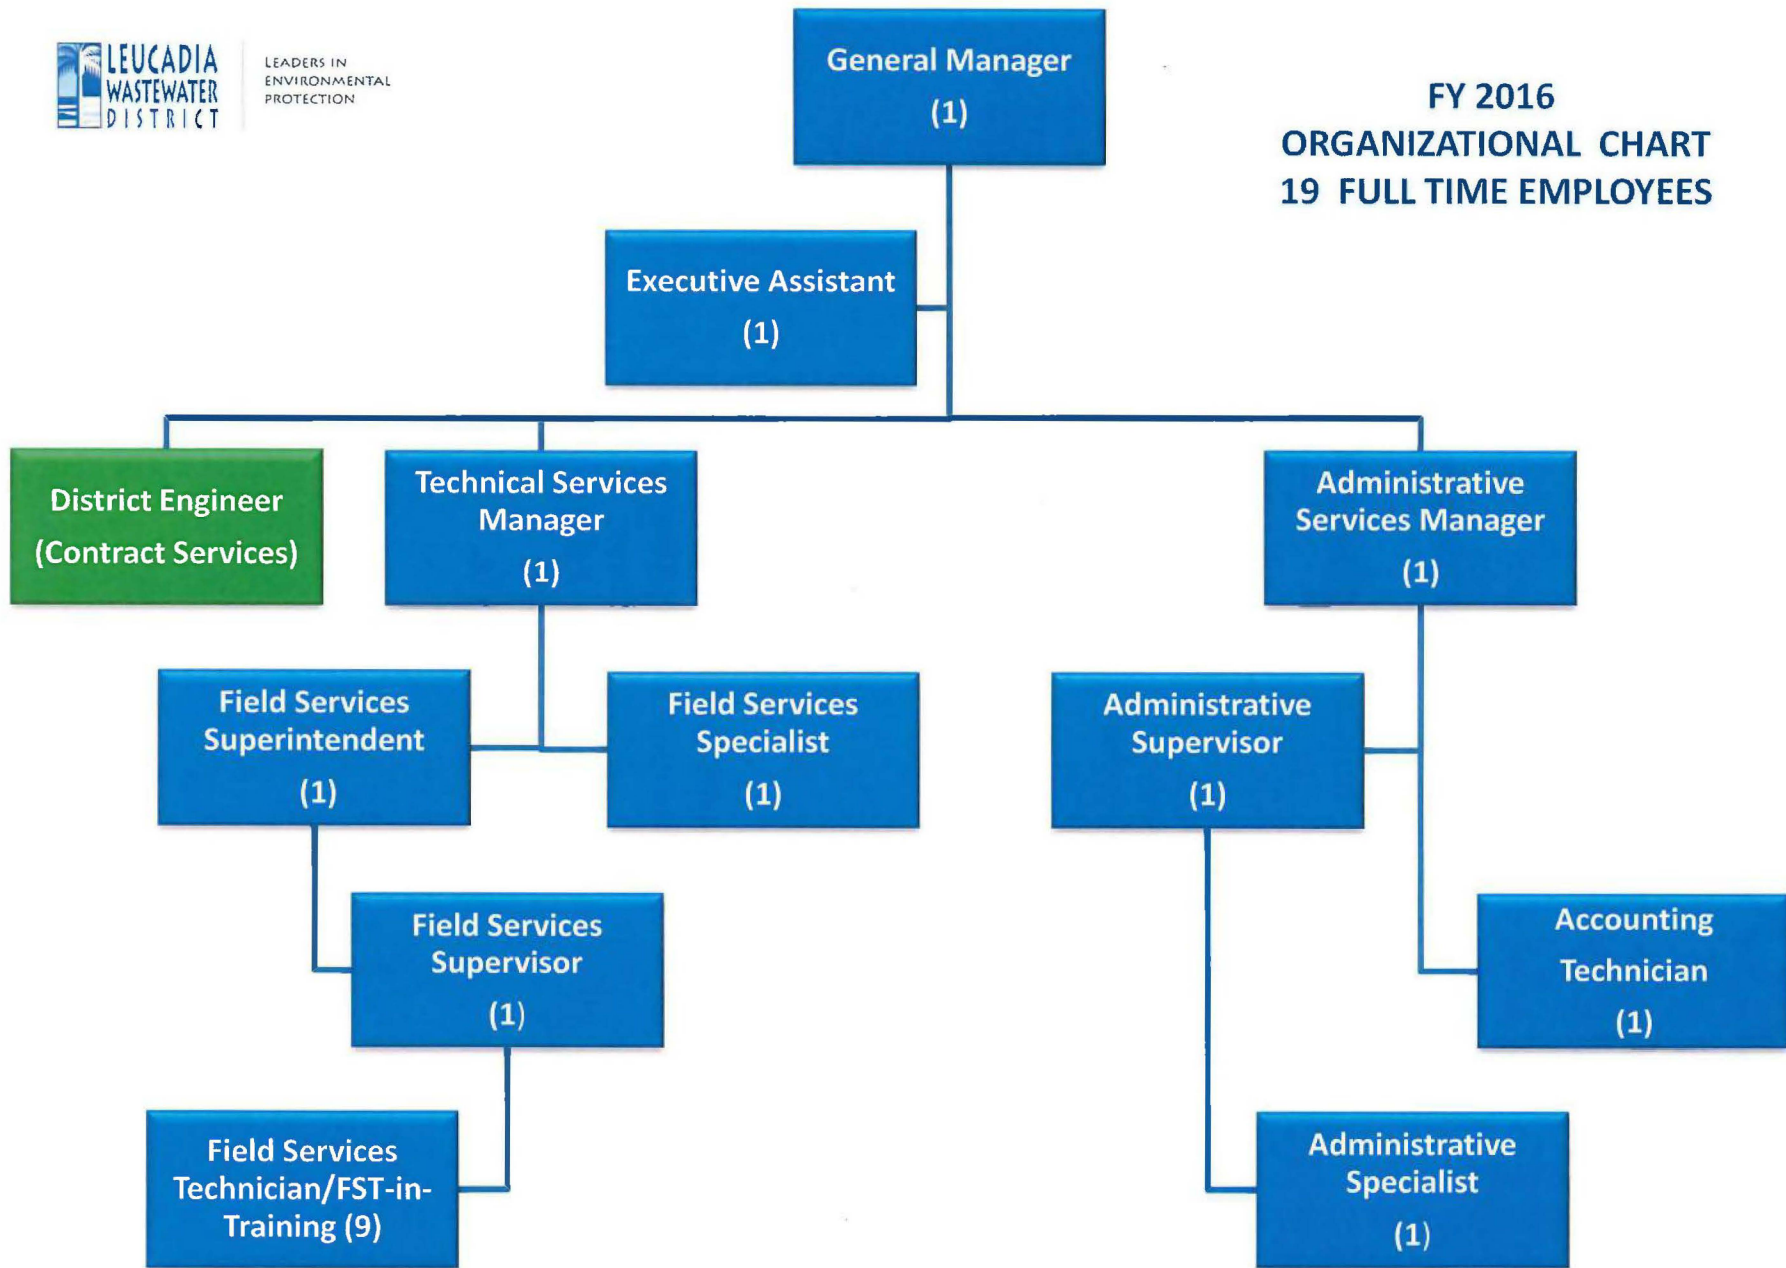 LEUCADIA
WASTEWATER
DISTRICT
LEADERS IN
ENVIRONMENTAL
PROTECTION
General Manager
(1)
FY 2016
ORGANIZATIONAL CHART
19 FULL TIME EMPLOYEES
Executive Assistant
(1)
District Engineer
(Contract Services)
Technical Services
Manager
(1)
Administrative
Services Manager
(1)
Field Services
Superintendent
(1)
Field Services
Specialist
(1)
Administrative
Supervisor
(1)
Field Services
Supervisor
(1)
Accounting
Technician
(1)
Field Services
Technician/FST-in-
Training (9)
Administrative
Specialist
(1)